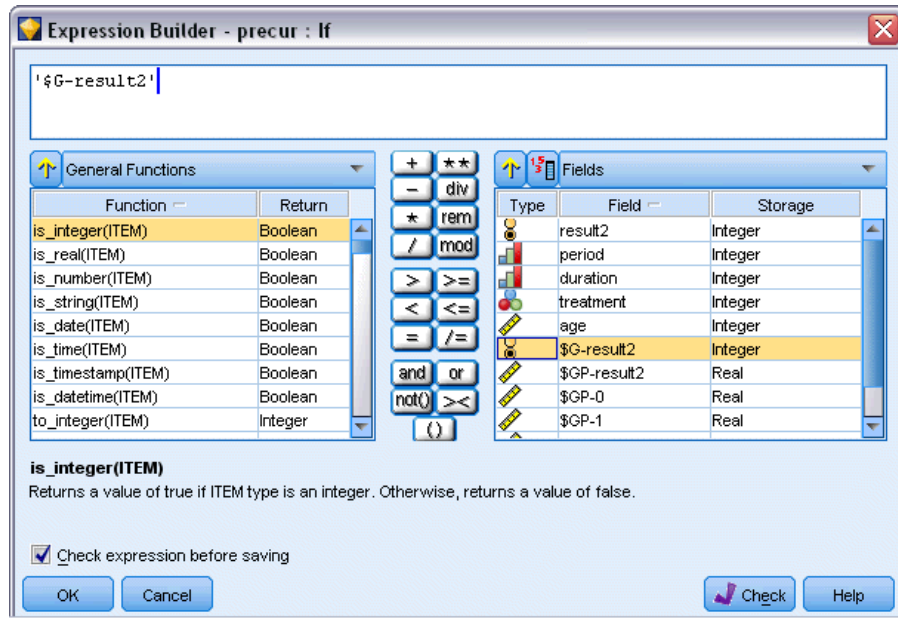 Expression Builder - precur : If
'$G-result2'
General Functions
Function Return
is_integer(ITEM) Boolean
is_real(ITEM) Boolean
is_number(ITEM) Boolean
is_string(ITEM) Boolean
is_date(ITEM) Boolean
is_time(ITEM) Boolean
is_timestamp(ITEM) Boolean
is_datetime(ITEM) Boolean
to_integer(ITEM) Integer
+ **
- div
* rem
/ mod
> >=
< <=
= /=
and or
not() ><
()
Fields
Type Field Storage
result2 Integer
period Integer
duration Integer
treatment Integer
age Integer
$G-result2 Integer
$GP-result2 Real
$GP-0 Real
$GP-1 Real
is_integer(ITEM)
Returns a value of true if ITEM type is an integer. Otherwise, returns a value of false.
Check expression before saving
OK Cancel Check Help